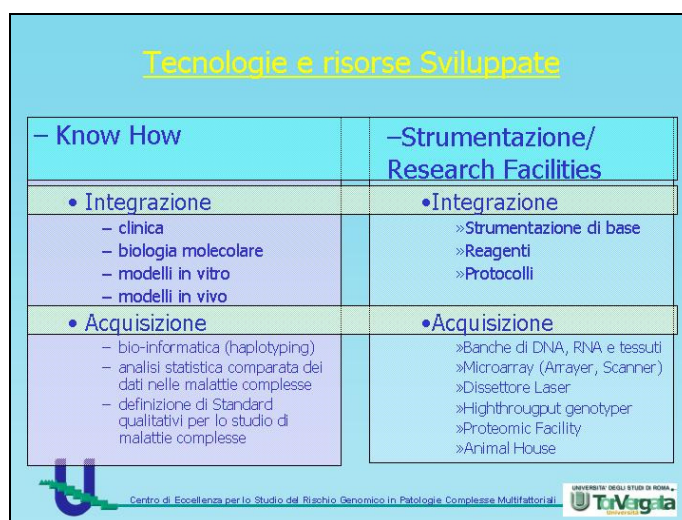 Tecnologie e risorse Sviluppate
– Know How
• Integrazione
– clinica
– biologia molecolare
– modelli in vitro
– modelli in vivo
• Acquisizione
– bio-informatica (haplotyping)
– analisi statistica comparata dei
dati nelle malattie complesse
– definizione di Standard
qualitativi per lo studio di
malattie complesse
–Strumentazione/
Research Facilities
•Integrazione
»Strumentazione di base
»Reagenti
»Protocolli
•Acquisizione
»Banche di DNA, RNA e tessuti
»Microarray (Arrayer, Scanner)
»Dissettore Laser
»Highthrougput genotyper
»Proteomic Facility
»Animal House
Centro di Eccellenza per lo Studio del Rischio Genomico in Patologie Complesse Multifattoriali
UNIVERSITA' DEGLI STUDI DI ROMA
TorVergata
Università